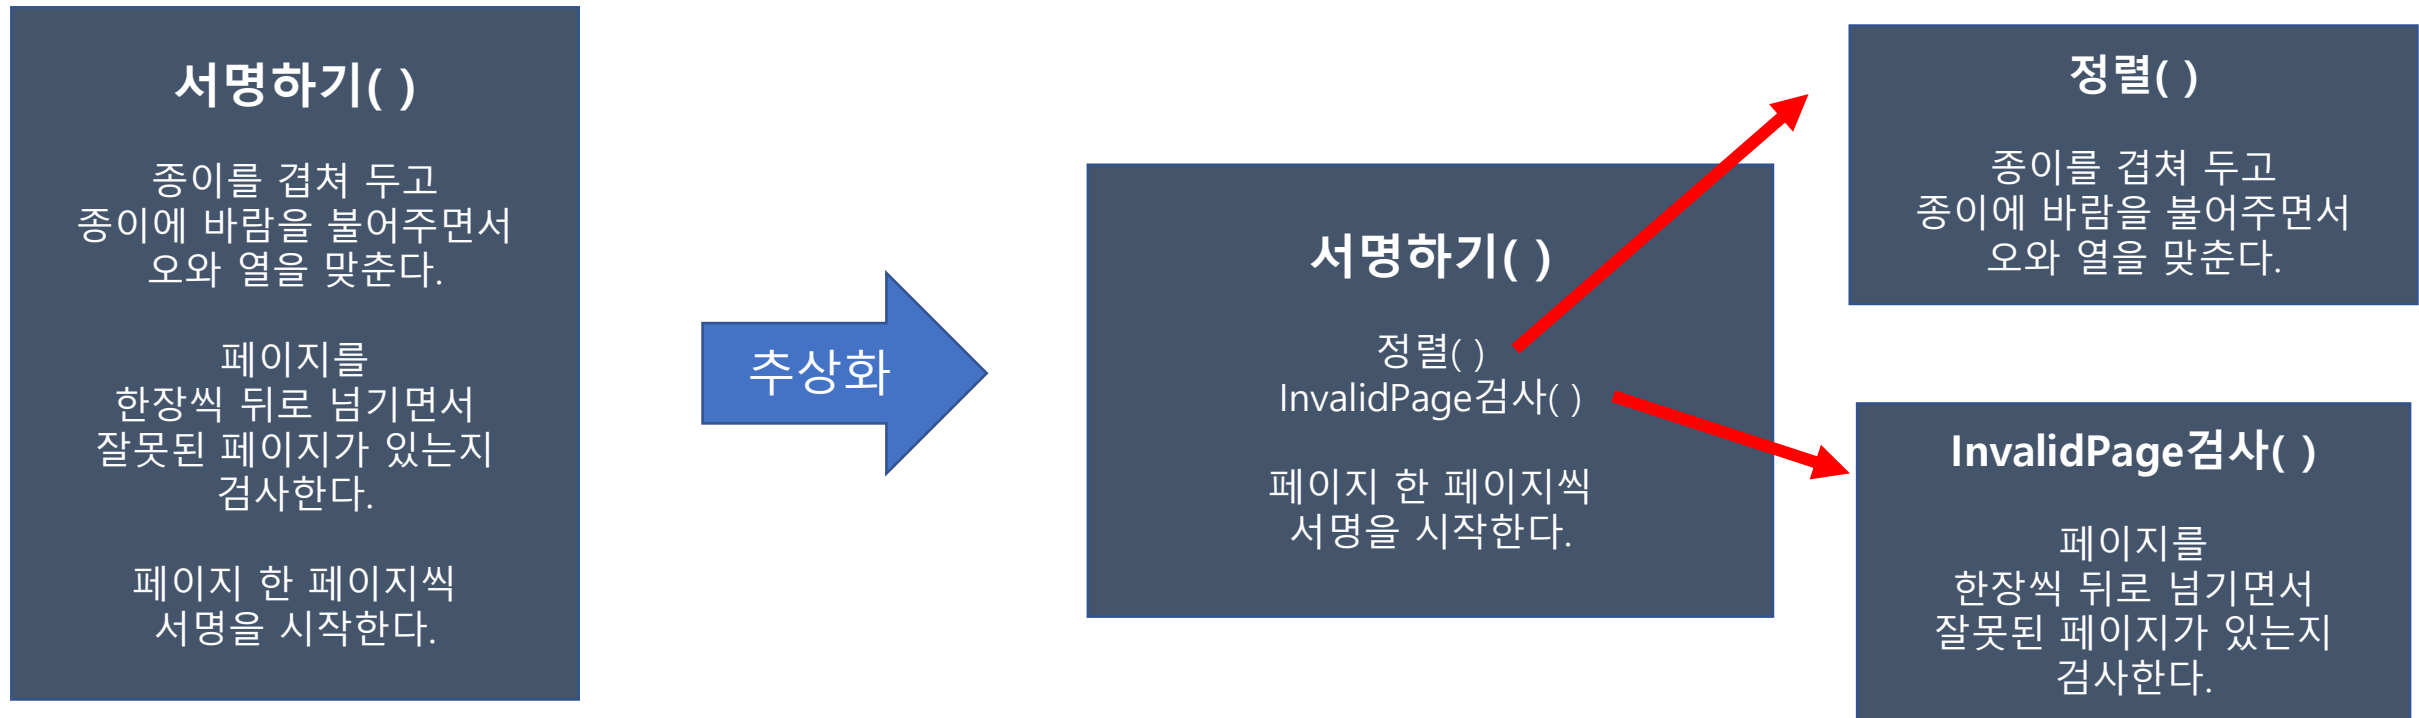 서명하기( )
종이를 겹쳐 두고
종이에 바람을 불어주면서
오와 열을 맞춘다.
페이지를
한장씩 뒤로 넘기면서
잘못된 페이지가 있는지
검사한다.
페이지 한 페이지씩
서명을 시작한다.
추상화
서명하기( )
정렬( )
InvalidPage검사( )
페이지 한 페이지씩
서명을 시작한다.
정렬( )
종이를 겹쳐 두고
종이에 바람을 불어주면서
오와 열을 맞춘다.
InvalidPage검사( )
페이지를
한장씩 뒤로 넘기면서
잘못된 페이지가 있는지
검사한다.